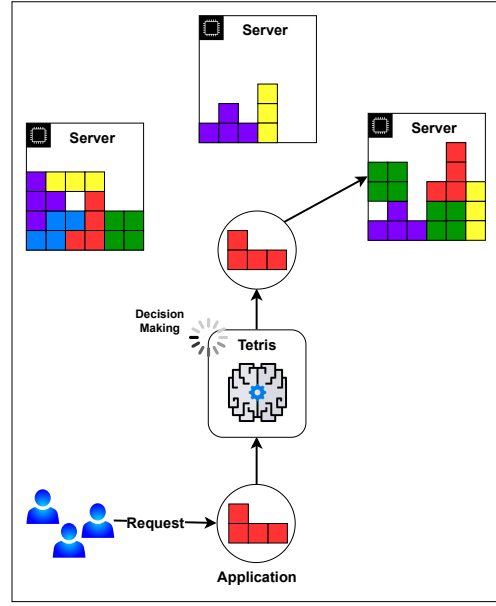 Server
Server
Server
Decision
Making
Tetris
Request
Application